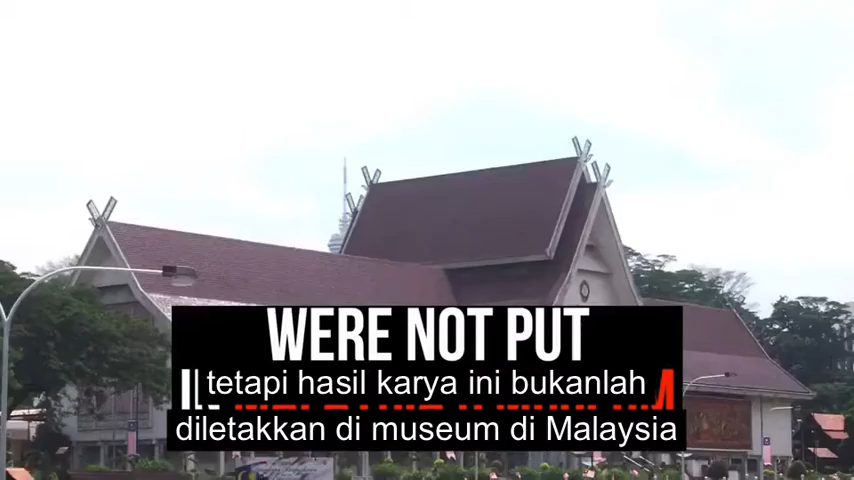 WERE NOT PUT
tetapi hasil karya ini bukanlah
diletakkan di museum di Malaysia